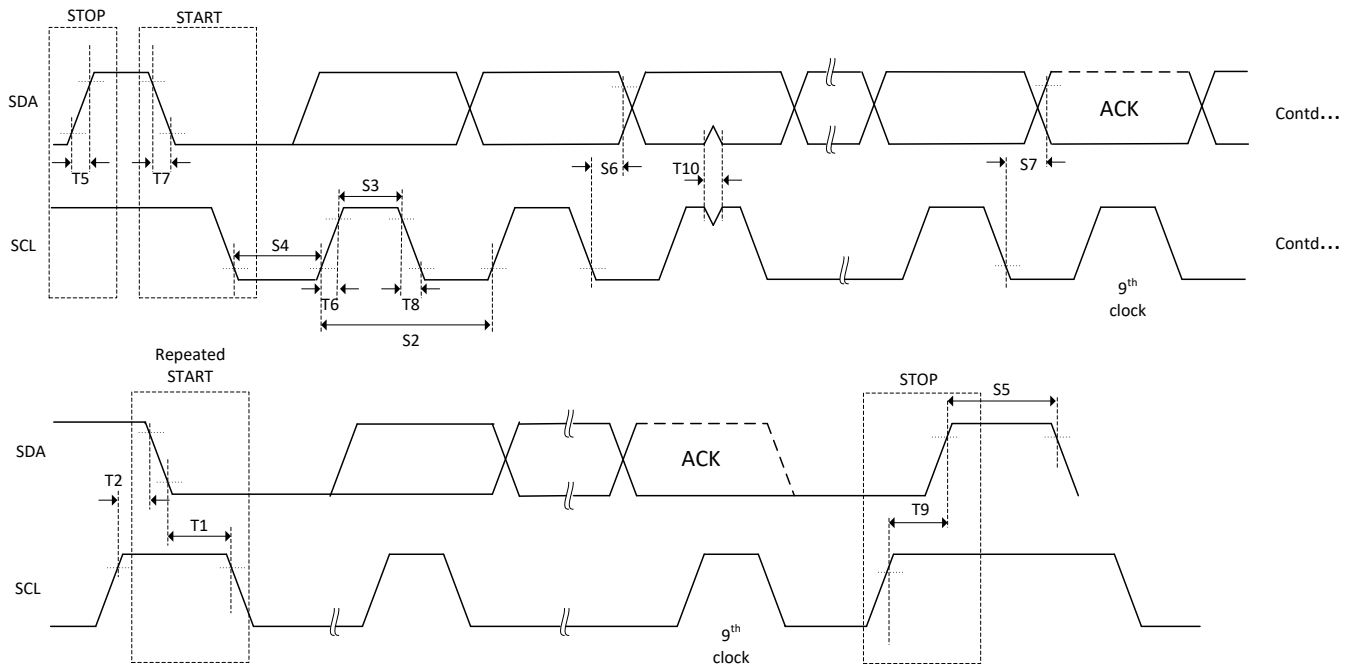 STOP
START
SDA
ACK
Contd...
T5
T7
S6
T10
S7
S3
SCL
S4
Contd...
T6
T8
9th
clock
S2
Repeated
START
STOP
S5
SDA
ACK
T2
T9
T1
SCL
9th
clock